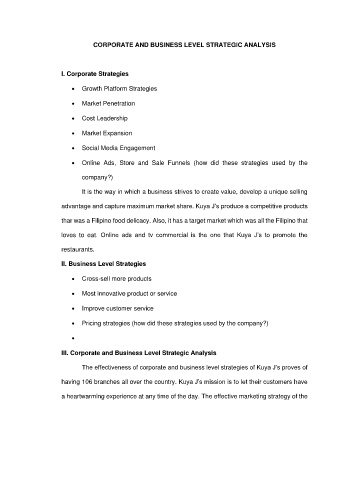 CORPORATE AND BUSINESS LEVEL STRATEGIC ANALYSIS
I. Corporate Strategies
• Growth Platform Strategies
• Market Penetration
• Cost Leadership
• Market Expansion
• Social Media Engagement
• Online Ads, Store and Sale Funnels (how did these strategies used by the
company?)
It is the way in which a business strives to create value, develop a unique selling
advantage and capture maximum market share. Kuya J's produce a competitive products
thar was a Filipino food delicacy. Also, it has a target market which was all the Filipino that
loves to eat. Online ads and tv commercial is the one that Kuya J's to promote the
restaurants.
II. Business Level Strategies
• Cross-sell more products
• Most innovative product or service
• Improve customer service
• Pricing strategies (how did these strategies used by the company?)
•
III. Corporate and Business Level Strategic Analysis
The effectiveness of corporate and business level strategies of Kuya J's proves of
having 106 branches all over the country. Kuya J's mission is to let their customers have
a heartwarming experience at any time of the day. The effective marketing strategy of the